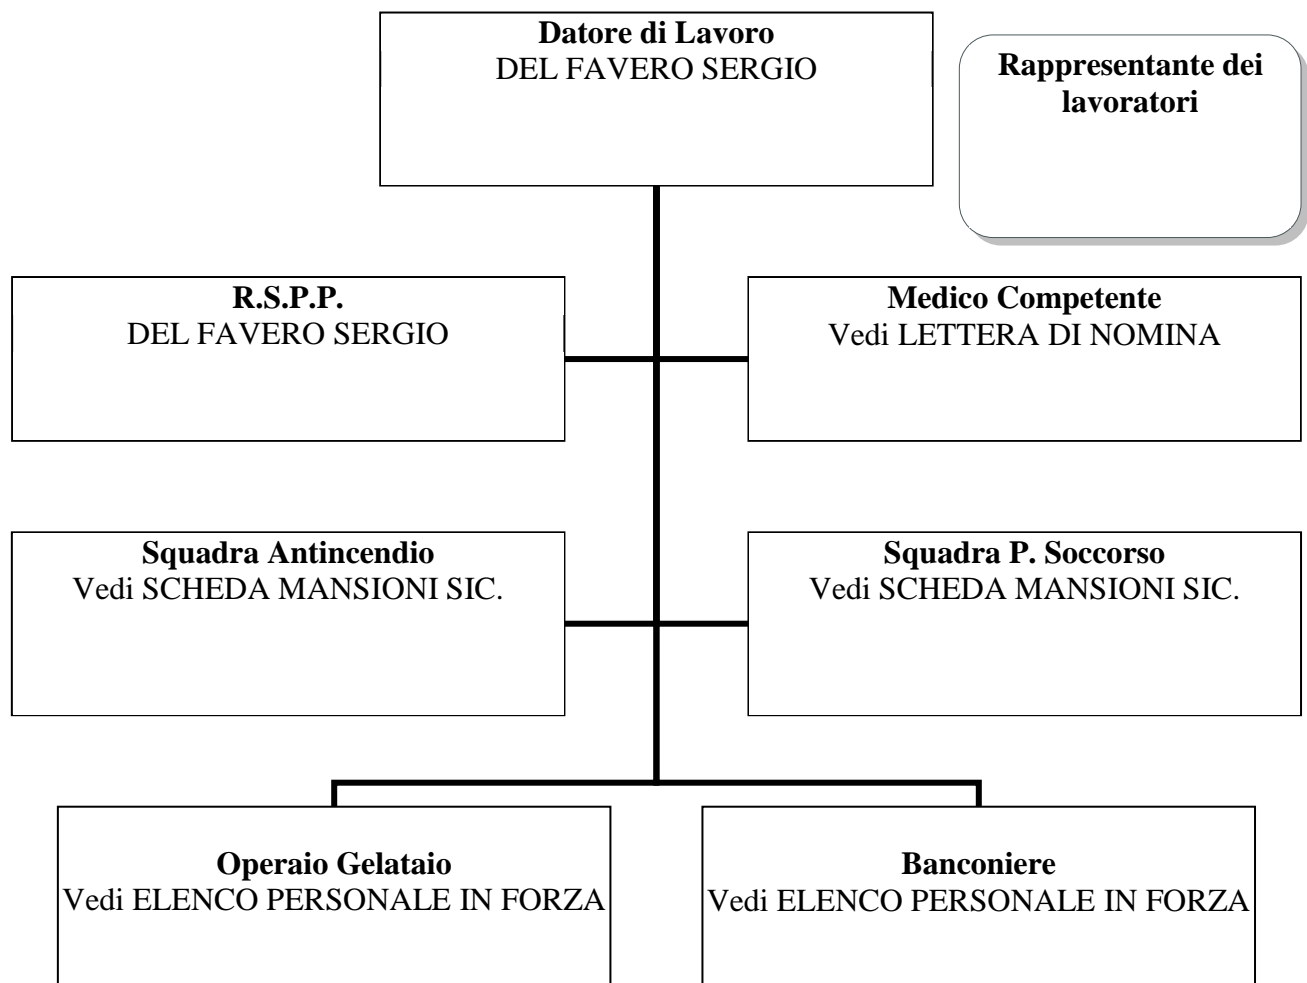 Datore di Lavoro
DEL FAVERO SERGIO
Rappresentante dei
lavoratori
R.S.P.P.
DEL FAVERO SERGIO
Medico Competente
Vedi LETTERA DI NOMINA
Squadra Antincendio
Vedi SCHEDA MANSIONI SIC.
Squadra P. Soccorso
Vedi SCHEDA MANSIONI SIC.
Operaio Gelataio
Vedi ELENCO PERSONALE IN FORZA
Banconiere
Vedi ELENCO PERSONALE IN FORZA